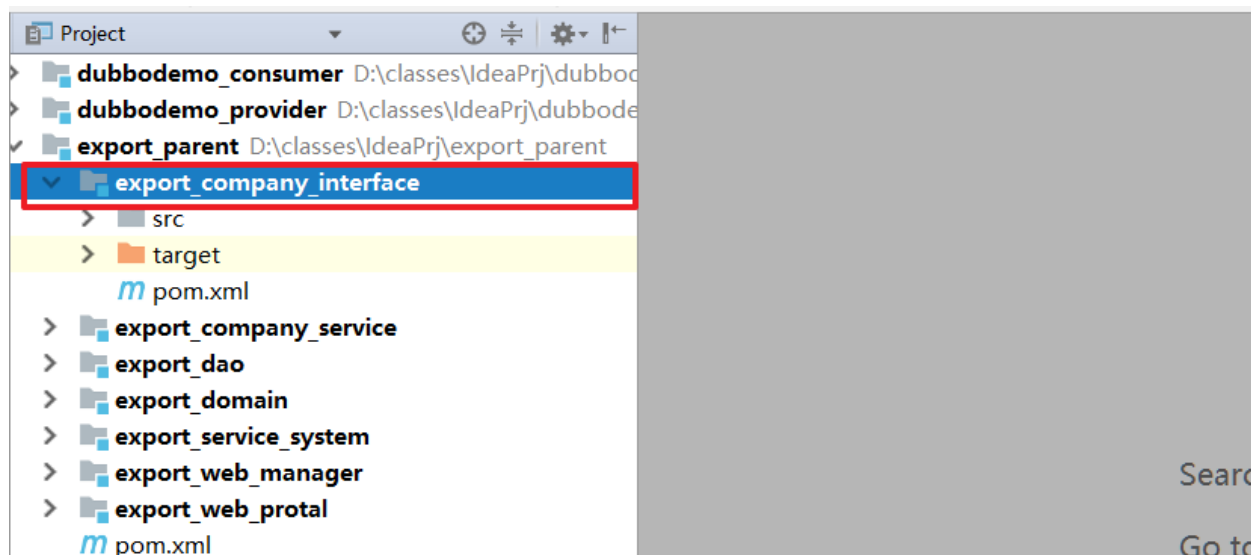 Project
dubbodemo_consumer D:\classes\IdeaPrj\dubboc
dubbodemo_provider D:\classes\IdeaPrj\dubbode
export_parent D:\classes\IdeaPrj\export_parent
export_company_interface
src
target
m pom.xml
export_company_service
export_dao
export_domain
export_service_system
export_web_manager
export_web_protal
Searc
m pom.xml
Go to